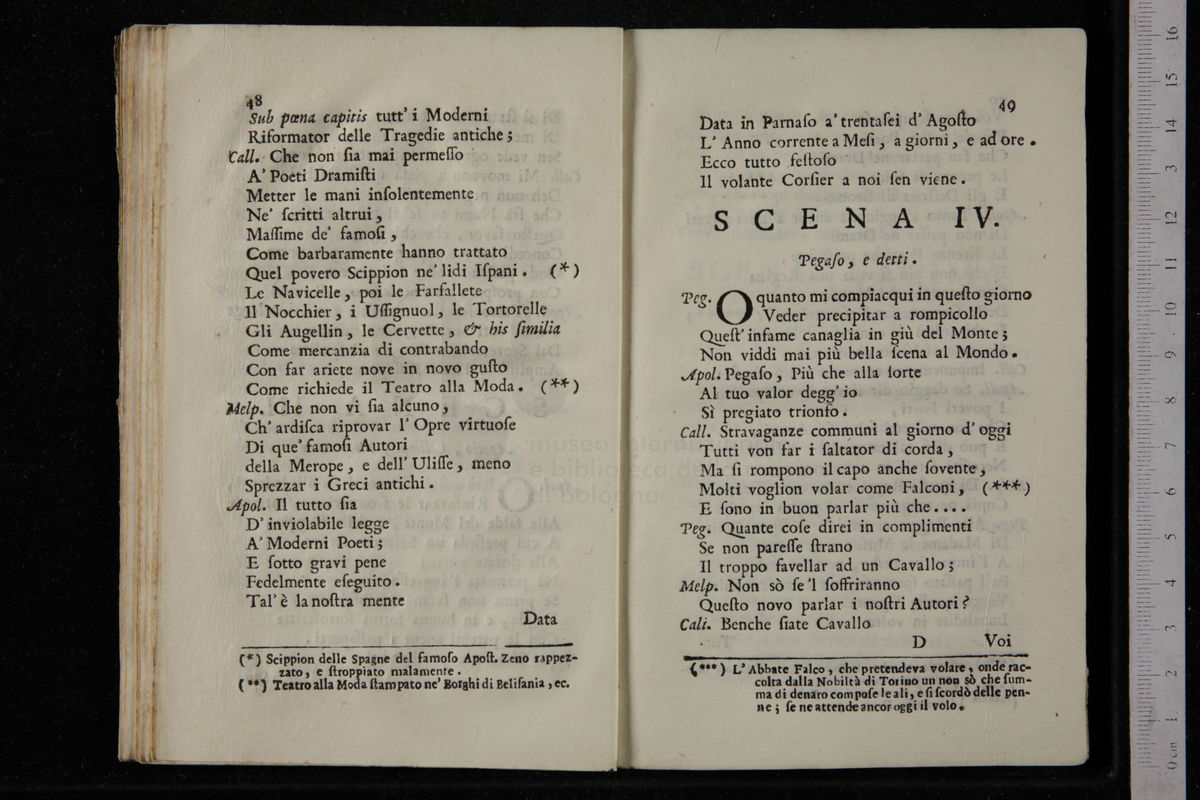 48
Sub pœna capitis tutt' i Moderni
Riformator delle Tragedie antiche;
Call. Che non ſia mai permeſſo
A' Poeti Dramiſti
Metter le mani inſolentemente
Ne' ſcritti altrui,
Maſſime de' famoſi,
Come barbaramente hanno trattato
Quel povero Scippion ne' lidi Iſpani. (*)
Le Navicelle, poi le Farfallete
Il Nocchier, i Uſſignuol, le Tortorelle
Gli Augellin, le Cervette, & his ſimilia
Come mercanzia di contrabando
Con far ariete nove in novo guſto
Come richiede il Teatro alla Moda. (**)
Melp. Che non vi ſia alcuno,
Ch' ardiſca riprovar l' Opre virtuoſe
Di que' famoſi Autori
della Merope, e dell' Uliſſe, meno
Sprezzar i Greci antichi.
Apol. Il tutto ſia
D' inviolabile legge
A' Moderni Poeti;
E ſotto gravi pene
Fedelmente eſeguito.
Tal' è la noſtra mente
Data
(*) Scippion delle Spagne del famoſo Apoſt. Zeno rappez-
zato, e ſtroppiato malamente.
(**) Teatro alla Moda ſtampato ne' Borghi di Beliſania, ec.
49
Data in Parnaſo a' trentaſei d' Agoſto
L' Anno corrente a Meſi, a giorni, e ad ore.
Ecco tutto feſtoſo
Il volante Corſier a noi ſen viene.
SCENA IV.
Pegaſo, e detti.
Peg. O quanto mi compiacqui in queſto giorno
Veder precipitar a rompicollo
Queſt' infame canaglia in giù del Monte;
Non viddi mai più bella ſcena al Mondo.
Apol. Pegaſo, Più che alla ſorte
Al tuo valor degg' io
Sì pregiato trionfo.
Call. Stravaganze communi al giorno d' oggi
Tutti von far i ſaltator di corda,
Ma ſi rompono il capo anche ſovente,
Molti voglion volar come Falconi, (***)
E ſono in buon parlar più che....
Peg. Quante coſe direi in complimenti
Se non pareſſe ſtrano
Il troppo favellar ad un Cavallo;
Melp. Non sò ſe 'l ſoffriranno
Queſto novo parlar i noſtri Autori?
Call. Benche ſiate Cavallo
D Voi
(***) L' Abbate Falco, che pretendeva volare, onde rac-
colta dalla Nobiltà di Torino un non sò che ſum-
ma di denaro compoſe le ali, e ſi ſcordò delle pen-
ne; ſe ne attende ancor oggi il volo.